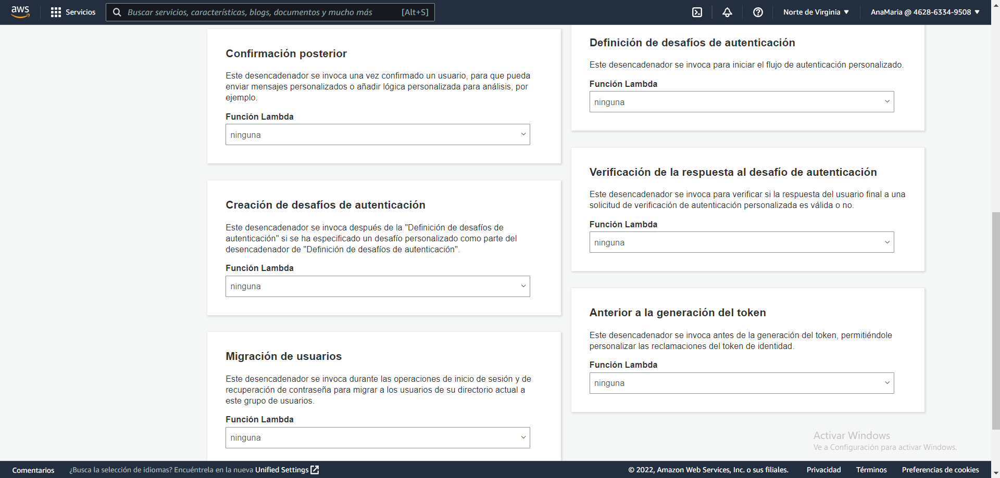 aws
Servicios
Buscar servicios, características, blogs, documentos y mucho más
[Alt+S]
Norte de Virginia
AnaMaria @ 4628-6334-9508
Confirmación posterior
Este desencadenador se invoca una vez confirmado un usuario, para que pueda
enviar mensajes personalizados o añadir lógica personalizada para análisis, por
ejemplo.
Función Lambda
ninguna
Creación de desafíos de autenticación
Este desencadenador se invoca después de la "Definición de desafíos de
autenticación" si se ha especificado un desafío personalizado como parte del
desencadenador de "Definición de desafíos de autenticación".
Función Lambda
ninguna
Migración de usuarios
Este desencadenador se invoca durante las operaciones de inicio de sesión y de
recuperación de contraseña para migrar a los usuarios de su directorio actual a
este grupo de usuarios.
Función Lambda
ninguna
Definición de desafíos de autenticación
Este desencadenador se invoca para iniciar el flujo de autenticación personalizado.
Función Lambda
ninguna
Verificación de la respuesta al desafío de autenticación
Este desencadenador se invoca para verificar si la respuesta del usuario final a una
solicitud de verificación de autenticación personalizada es válida o no.
Función Lambda
ninguna
Anterior a la generación del token
Este desencadenador se invoca antes de la generación del token, permitiéndole
personalizar las reclamaciones del token de identidad.
Función Lambda
ninguna
Activar Windows
Ve a Configuración para activar Windows.
Comentarios
¿Busca la selección de idiomas? Encuéntrela en la nueva Unified Settings
© 2022, Amazon Web Services, Inc. o sus filiales.
Privacidad
Términos
Preferencias de cookies